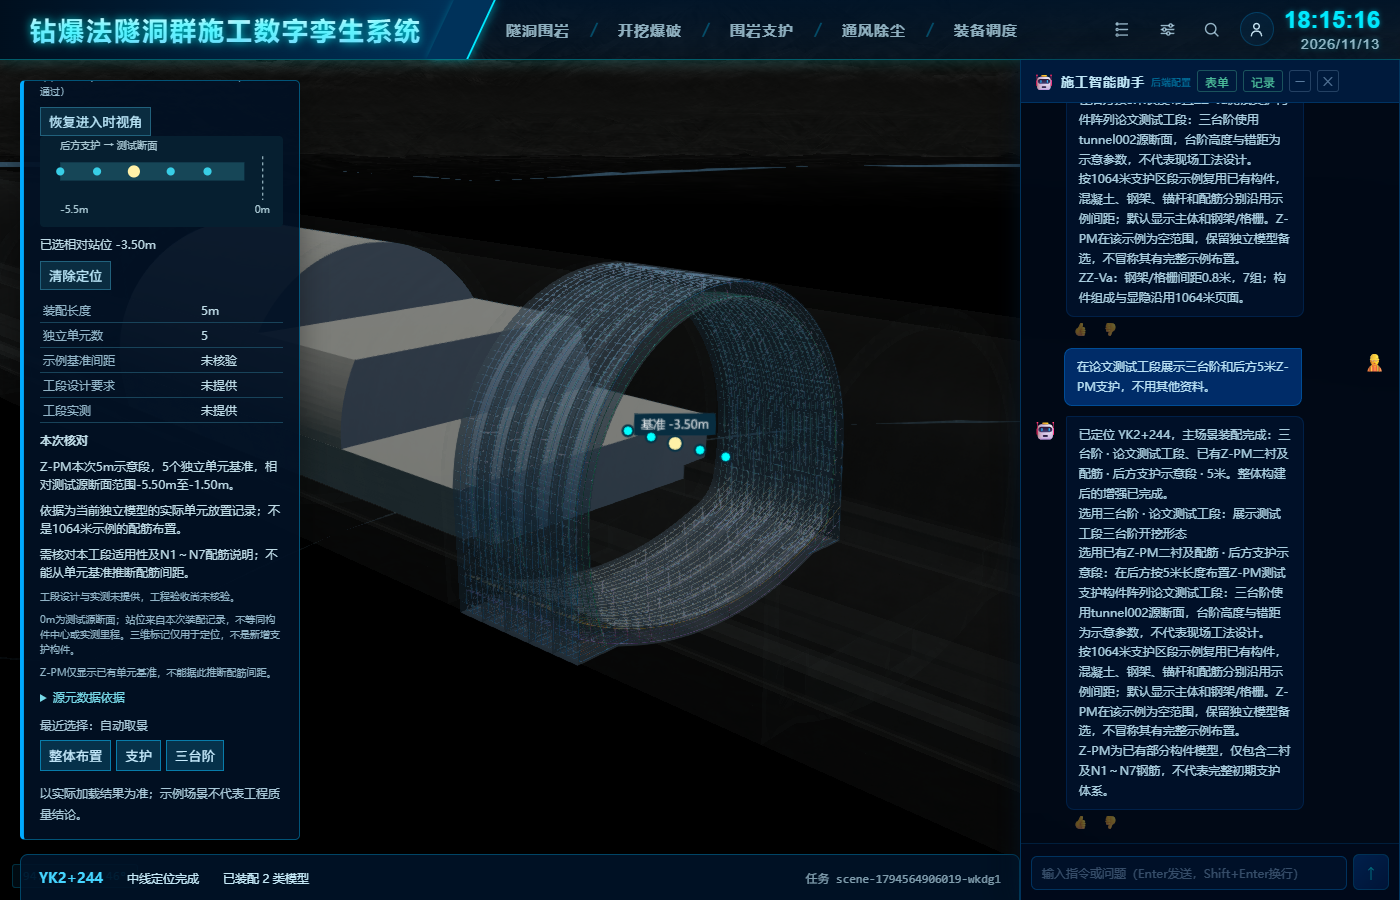 钻爆法隧洞群施工数字孪生系统
隧洞围岩 / 开挖爆破 / 围岩支护 / 通风除尘 / 装备调度
18:15:16
2026/11/13
通过）
恢复进入时视角
后方支护 → 测试断面
-5.5m
0m
已选相对站位 -3.50m
清除定位
装配长度 5m
独立单元数 5
示例基准间距 未核验
工段设计要求 未提供
工段实测 未提供
本次核对
Z-PM本次5m示意段，5个独立单元基准，相
对测试源断面范围-5.50m至-1.50m。
依据为当前独立模型的实际单元放置记录；不
是1064米示例的配筋布置。
需核对本工段适用性及N1～N7配筋说明；不
能从单元基准推断配筋间距。
工段设计与实测未提供，工程验收尚未核验。
0m为测试源断面；站位来自本次装配记录，不等同构
件中心或实测里程。三维标记仅用于定位，不是新增支
护构件。
Z-PM仅显示已有单元基准，不能据此推断配筋间距。
▶ 源元数据依据
最近选择：自动取景
整体布置 支护 三台阶
以实际加载结果为准；示例场景不代表工程质
量结论。
基准 -3.50m
YK2+244 中线定位完成 已装配 2 类模型
任务 scene-1794564906019-wkdg1
施工智能助手 后端配置 表单 记录
件阵列论文测试工段：三台阶使用
tunnel002源断面，台阶高度与错距为
示意参数，不代表现场工法设计。
按1064米支护区段示例复用已有构件，
混凝土、钢架、锚杆和配筋分别沿用示
例间距；默认显示主体和钢架/格栅。Z-
PM在该示例为空范围，保留独立模型备
选，不冒称其有完整示例布置。
ZZ-Va：钢架/格栅间距0.8米，7组；构
件组成与显隐沿用1064米页面。
在论文测试工段展示三台阶和后方5米Z-
PM支护，不用其他资料。
已定位 YK2+244，主场景装配完成：三
台阶 · 论文测试工段、已有Z-PM二衬及
配筋 · 后方支护示意段 · 5米。整体构建
后的增强已完成。
选用三台阶 · 论文测试工段：展示测试
工段三台阶开挖形态
选用已有Z-PM二衬及配筋 · 后方支护示
意段：在后方按5米长度布置Z-PM测试
支护构件阵列论文测试工段：三台阶使
用tunnel002源断面，台阶高度与错距
为示意参数，不代表现场工法设计。
按1064米支护区段示例复用已有构件，
混凝土、钢架、锚杆和配筋分别沿用示
例间距；默认显示主体和钢架/格栅。Z-
PM在该示例为空范围，保留独立模型备
选，不冒称其有完整示例布置。
Z-PM为已有部分构件模型，仅包含二衬
及N1～N7钢筋，不代表完整初期支护
体系。
输入指令或问题（Enter发送，Shift+Enter换行）